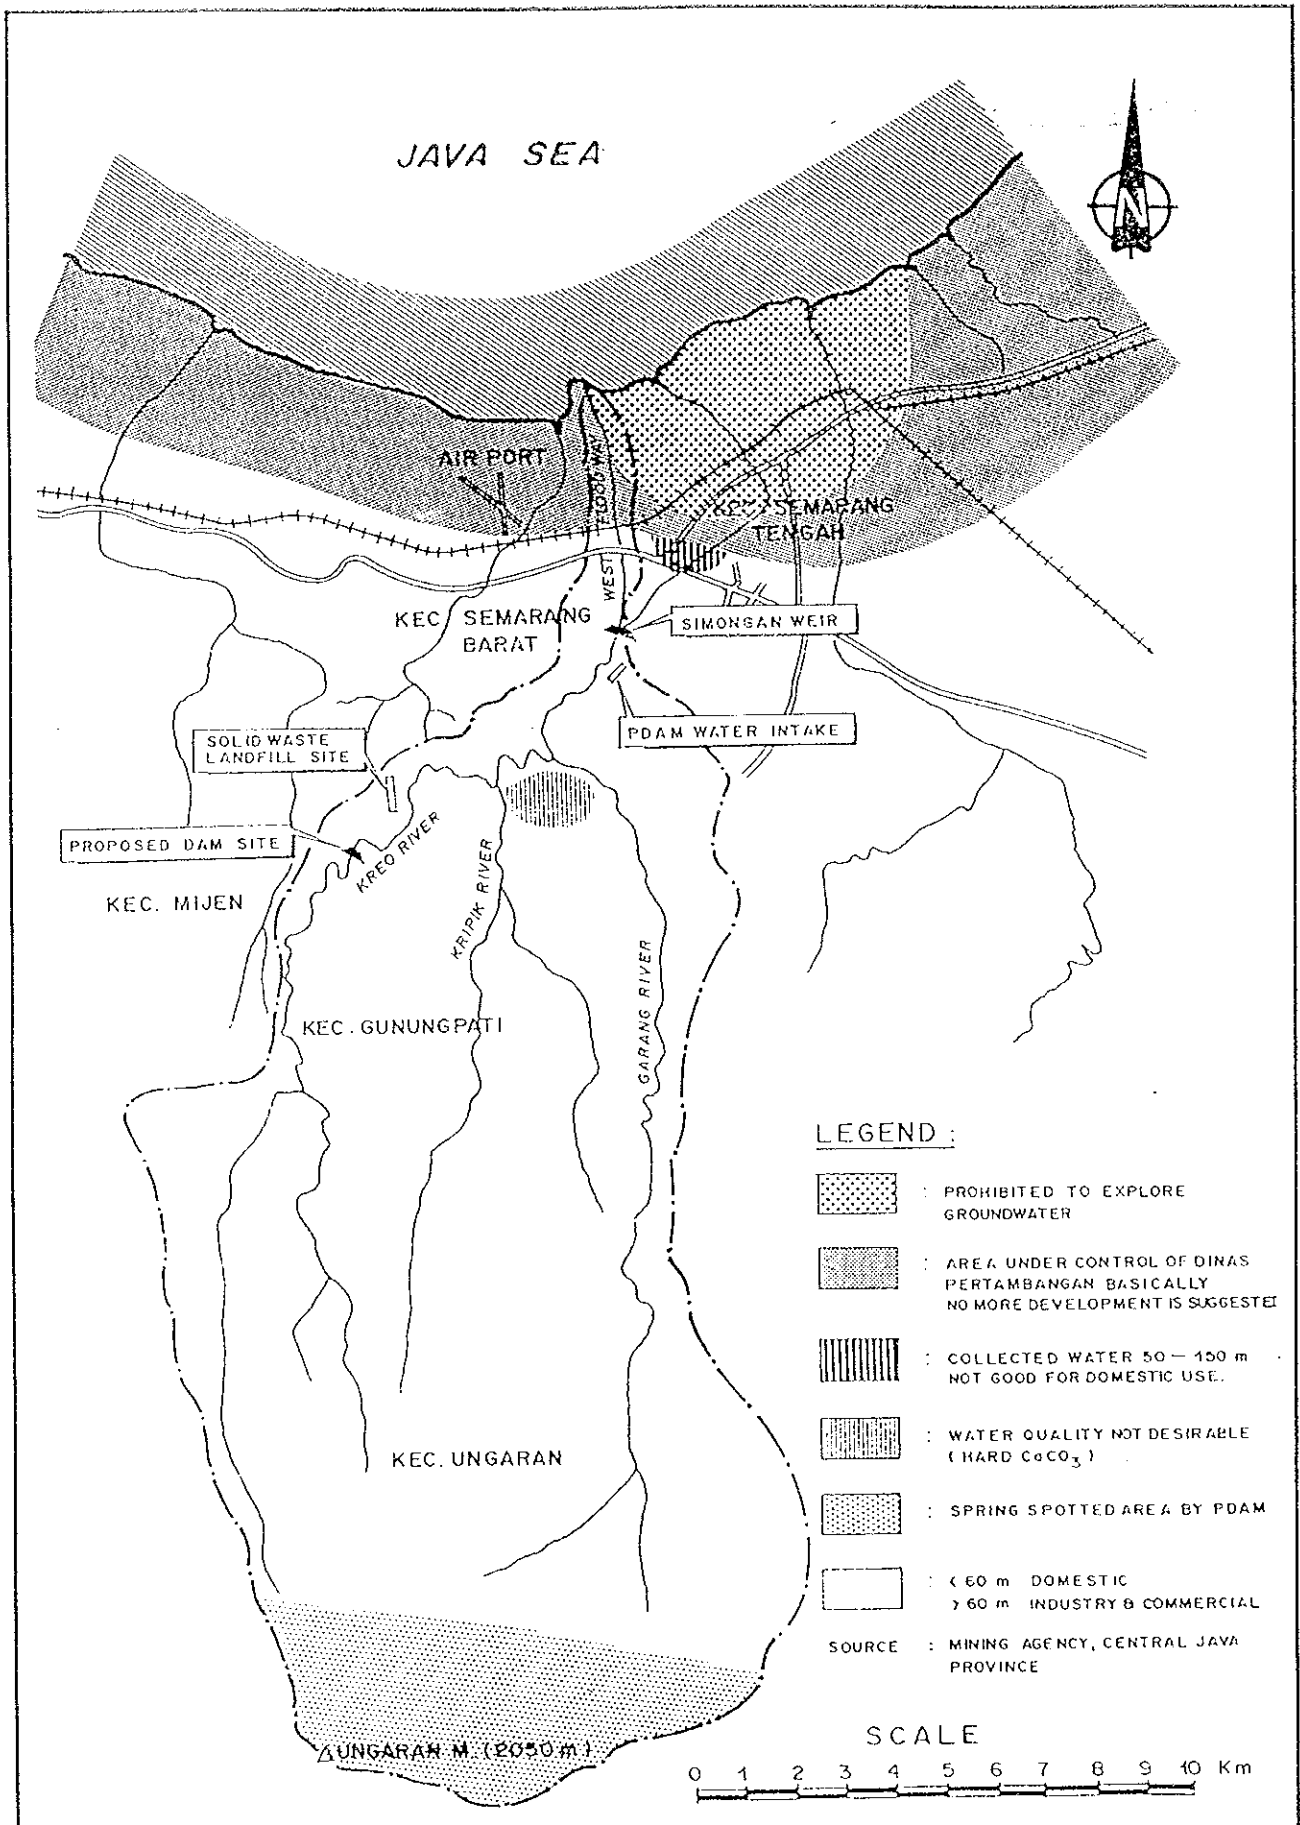 JAVA SEA
N
AIR PORT
FLOOD WAY
WEST
KEC. SEMARANG
TENGAH
KEC. SEMARANG
BARAT
SIMONGAN WEIR
PDAM WATER INTAKE
SOLID WASTE
LANDFILL SITE
PROPOSED DAM SITE
KREO RIVER
KRIPIK RIVER
GARANG RIVER
KEC. MIJEN
KEC. GUNUNGPATI
KEC. UNGARAN
UNGARAN M. (2050 m)
LEGEND :
: PROHIBITED TO EXPLORE
GROUNDWATER
: AREA UNDER CONTROL OF DINAS
PERTAMBANGAN BASICALLY
NO MORE DEVELOPMENT IS SUGGESTED
: COLLECTED WATER 50 — 150 m
NOT GOOD FOR DOMESTIC USE.
: WATER QUALITY NOT DESIRABLE
( HARD CaCO3 )
: SPRING SPOTTED AREA BY PDAM
: < 60 m DOMESTIC
> 60 m INDUSTRY & COMMERCIAL
SOURCE : MINING AGENCY, CENTRAL JAVA
PROVINCE
SCALE
0 1 2 3 4 5 6 7 8 9 10 Km